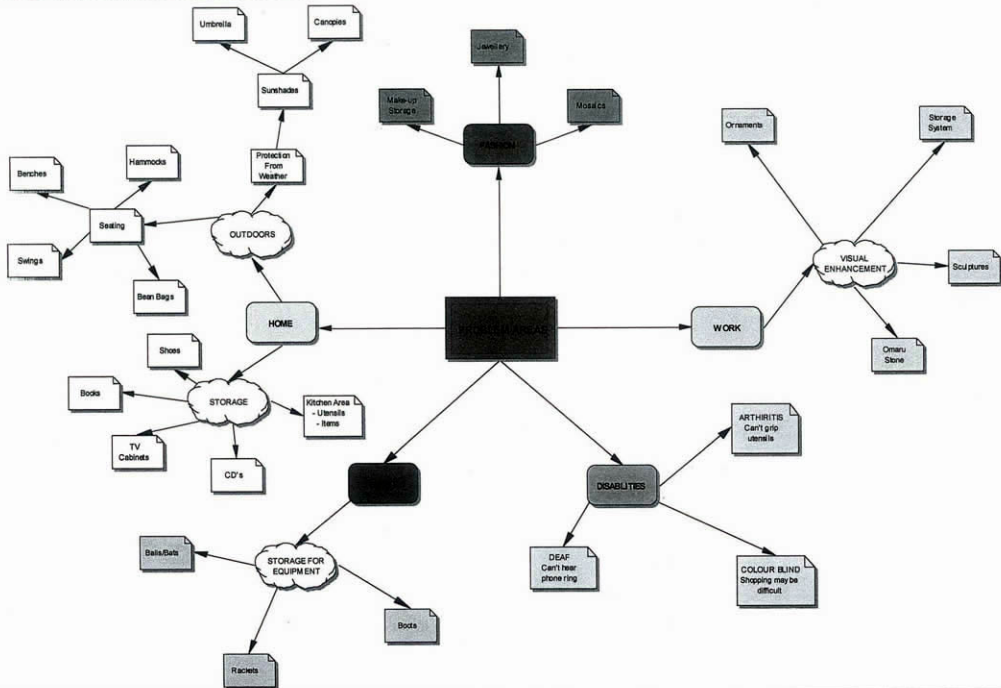 Umbrella
Canopies
Sunshades
Protection
From
Weather
Hammocks
Benches
Seating
Swings
Bean Bags
OUTDOORS
HOME
Shoes
Books
STORAGE
Kitchen Area
- Utensils
- Items
TV
Cabinets
CD's
Jewellery
Make-up
Storage
Mosaics
FASHION
PROBLEM AREAS
WORK
Ornaments
Storage
System
VISUAL
ENHANCEMENT
Sculptures
Omaru
Stone
ARTHIRITIS
Can't grip
utensils
DISABLITIES
DEAF
Can't hear
phone ring
COLOUR BLIND
Shopping may be
difficult
Balls/Bats
STORAGE FOR
EQUIPMENT
Boots
Rackets